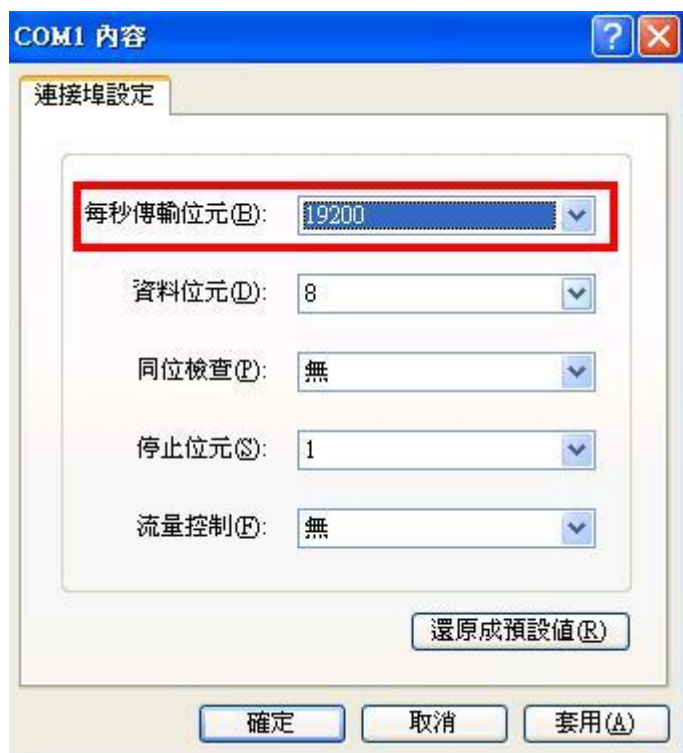 COM1 內容
連接埠設定
每秒傳輸位元(B): 19200
資料位元(D): 8
同位檢查(P): 無
停止位元(S): 1
流量控制(F): 無
還原成預設值(R)
確定 取消 套用(A)